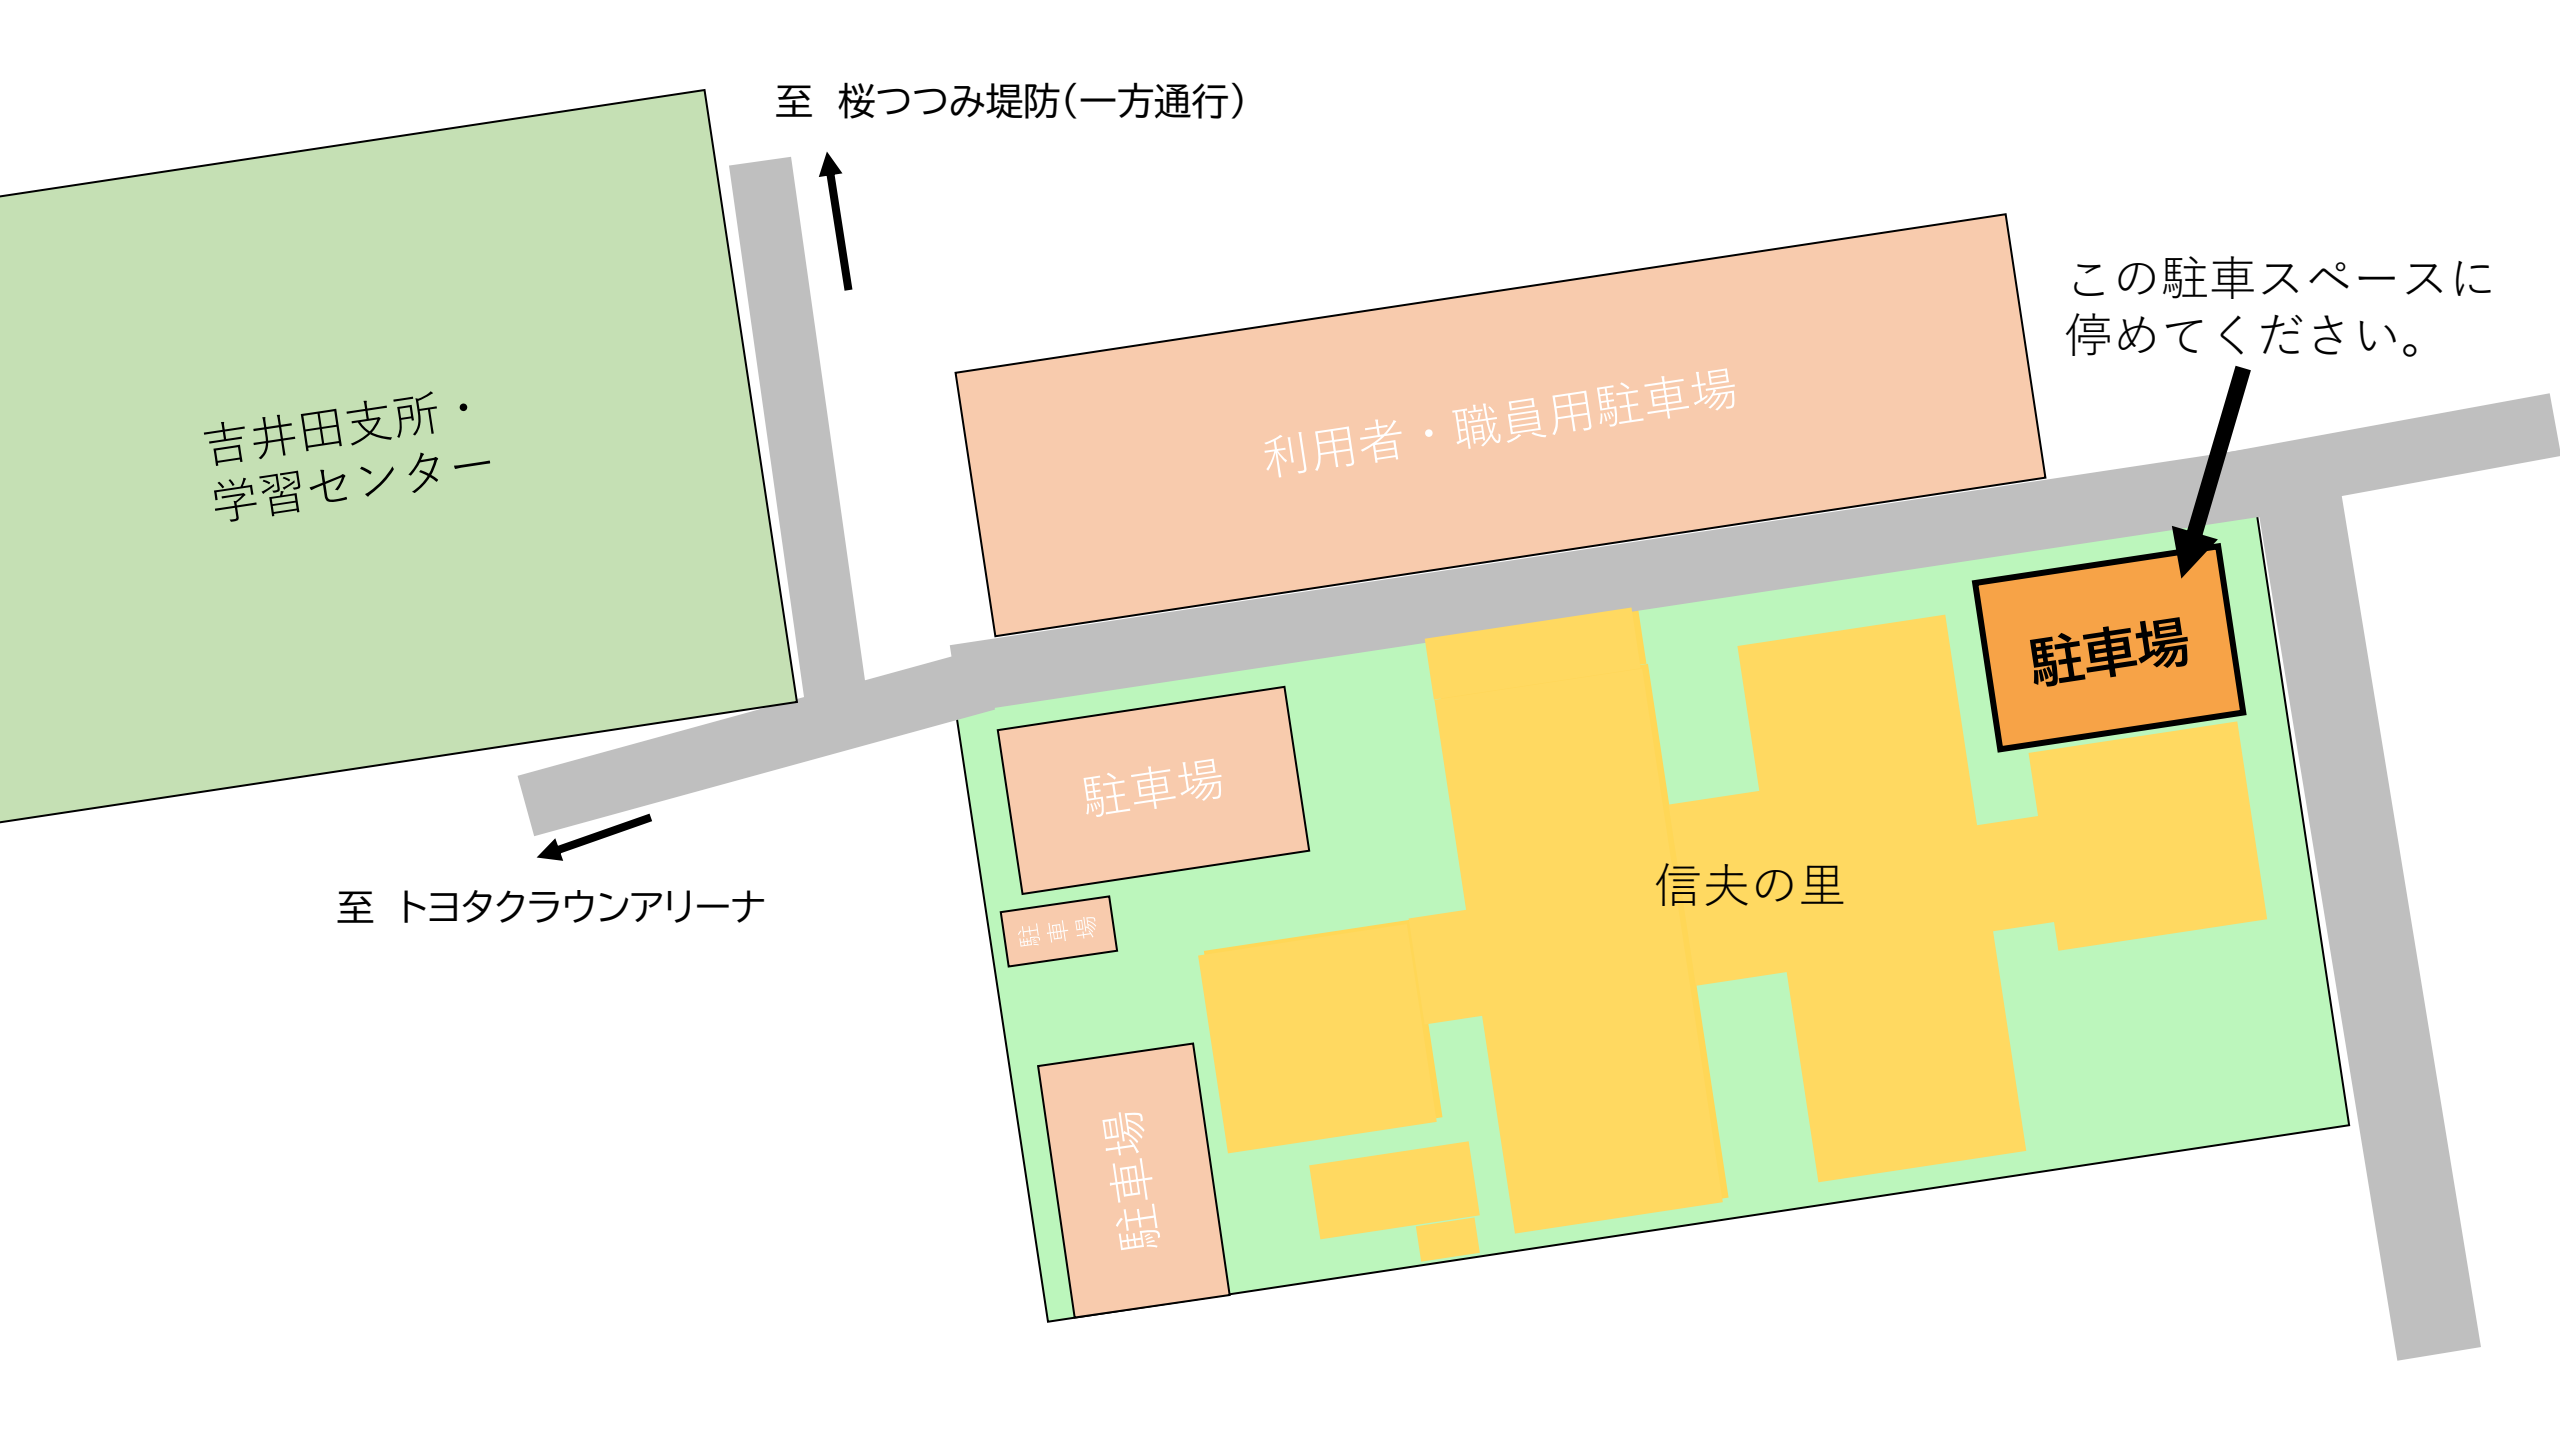 至　桜つつみ堤防(一方通行)
この駐車スペースに
停めてください。
利用者・職員用駐車場
吉井田支所・
学習センター
駐車場
駐車場
信夫の里
至　トヨタクラウンアリーナ
駐車場
駐車場